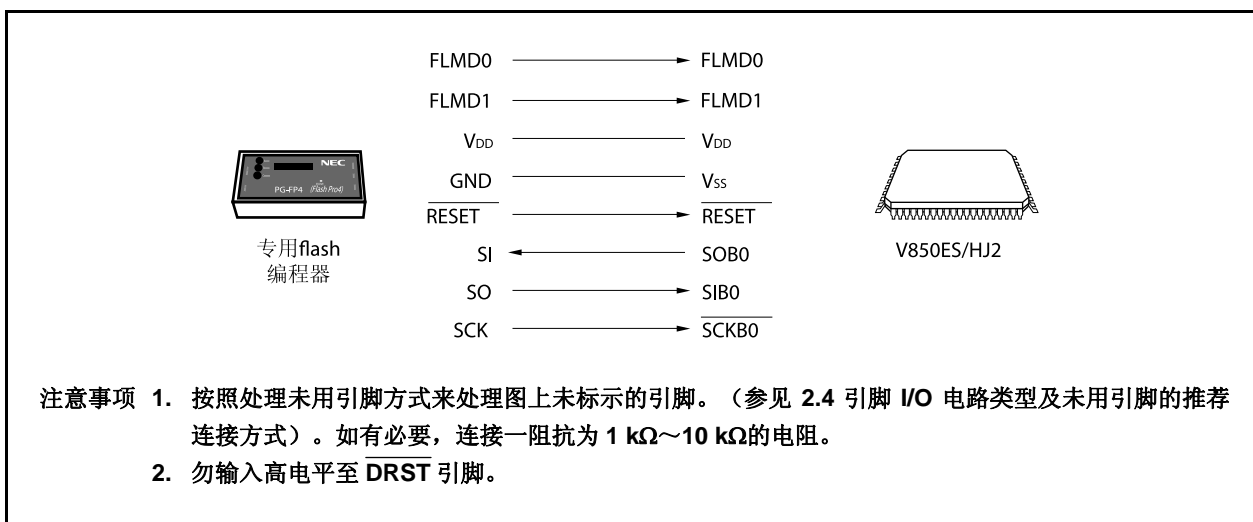 FLMD0 FLMD0
FLMD1 FLMD1
VDD VDD
GND VSS
RESET RESET
SI SOB0
SO SIB0
SCK SCKB0
NEC
PG-FP4 (Flash Pro4)
专用flash
编程器
V850ES/HJ2
注意事项 1. 按照处理未用引脚方式来处理图上未标示的引脚。（参见 2.4 引脚 I/O 电路类型及未用引脚的推荐
连接方式）。如有必要，连接一阻抗为 1 kΩ～10 kΩ的电阻。
2. 勿输入高电平至 DRST 引脚。